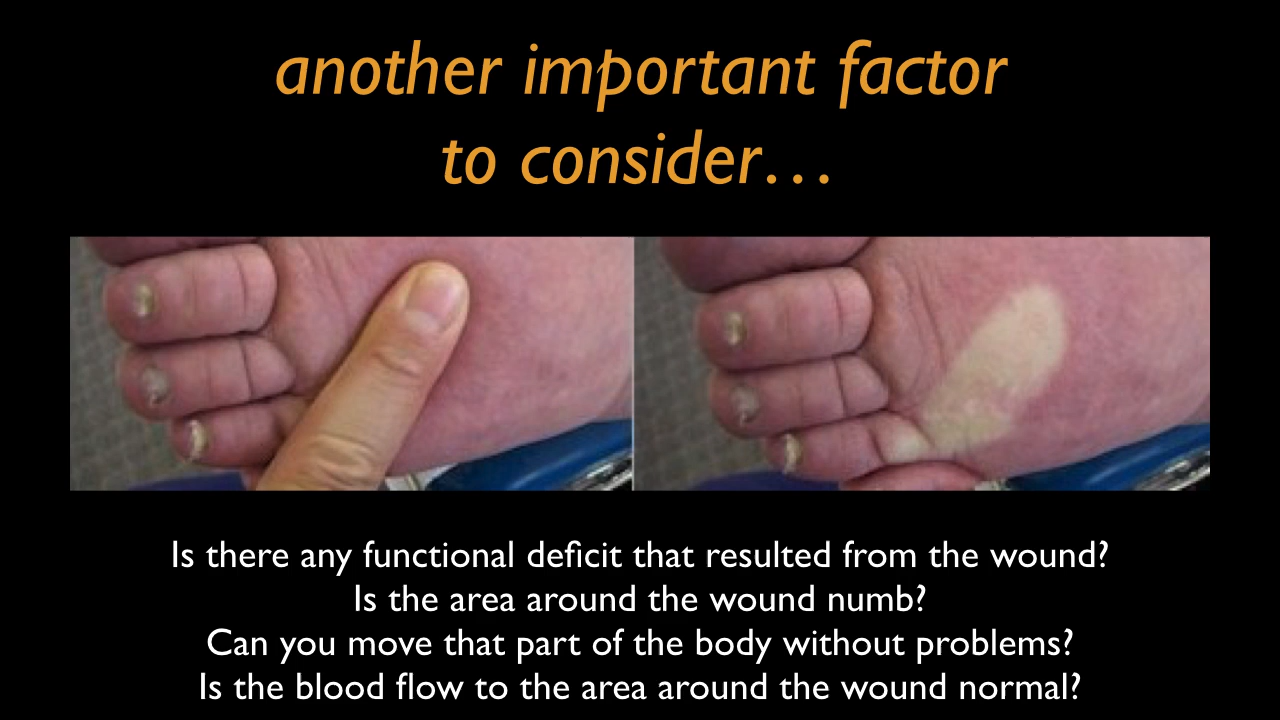 another important factor
to consider…
Is there any functional deficit that resulted from the wound?
Is the area around the wound numb?
Can you move that part of the body without problems?
Is the blood flow to the area around the wound normal?